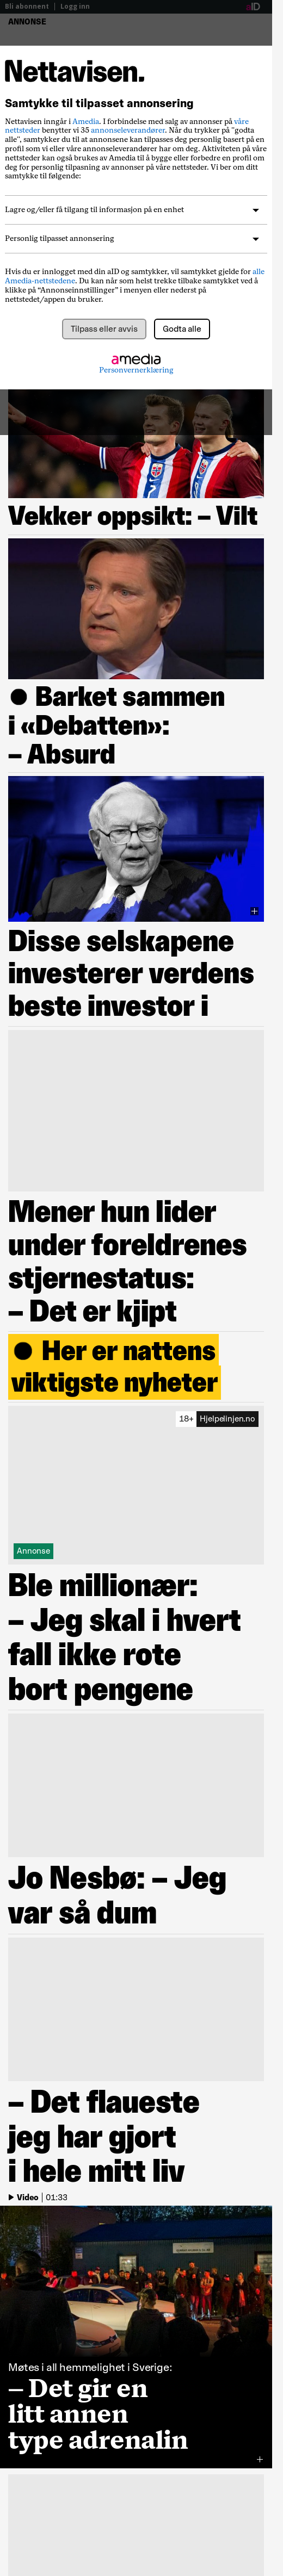 Bli abonnent | Logg inn
aID
ANNONSE
Nettavisen.
Samtykke til tilpasset annonsering
Nettavisen inngår i Amedia. I forbindelse med salg av annonser på våre
nettsteder benytter vi 35 annonseleverandører. Når du trykker på "godta
alle", samtykker du til at annonsene kan tilpasses deg personlig basert på en
profil som vi eller våre annonseleverandører har om deg. Aktiviteten på våre
nettsteder kan også brukes av Amedia til å bygge eller forbedre en profil om
deg for personlig tilpasning av annonser på våre nettsteder. Vi ber om ditt
samtykke til følgende:
Lagre og/eller få tilgang til informasjon på en enhet
Personlig tilpasset annonsering
Hvis du er innlogget med din aID og samtykker, vil samtykket gjelde for alle
Amedia-nettstedene. Du kan når som helst trekke tilbake samtykket ved å
klikke på “Annonseinnstillinger” i menyen eller nederst på
nettstedet/appen du bruker.
Tilpass eller avvis
Godta alle
amedia
Personvernerklæring
Vekker oppsikt: – Vilt
● Barket sammen
i «Debatten»:
– Absurd
Disse selskapene
investerer verdens
beste investor i
Mener hun lider
under foreldrenes
stjernestatus:
– Det er kjipt
● Her er nattens
viktigste nyheter
18+ Hjelpelinjen.no
Annonse
Ble millionær:
– Jeg skal i hvert
fall ikke rote
bort pengene
Jo Nesbø: – Jeg
var så dum
– Det flaueste
jeg har gjort
i hele mitt liv
Video | 01:33
Møtes i all hemmelighet i Sverige:
– Det gir en
litt annen
type adrenalin